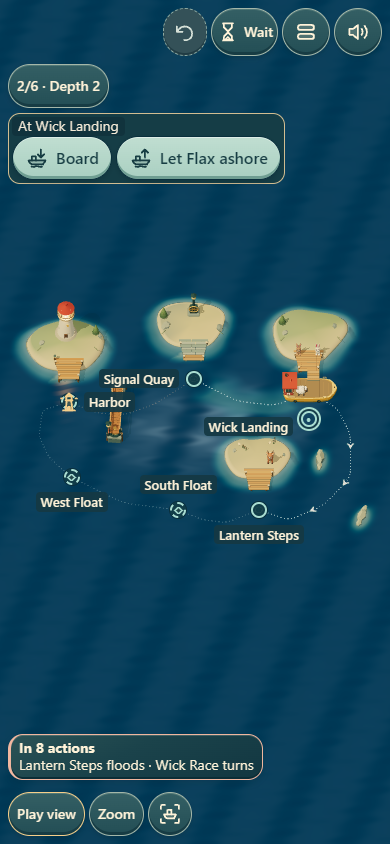 Wait
2/6 · Depth 2
At Wick Landing
Board
Let Flax ashore
Signal Quay
Harbor
Wick Landing
South Float
West Float
Lantern Steps
In 8 actions
Lantern Steps floods · Wick Race turns
Play view
Zoom